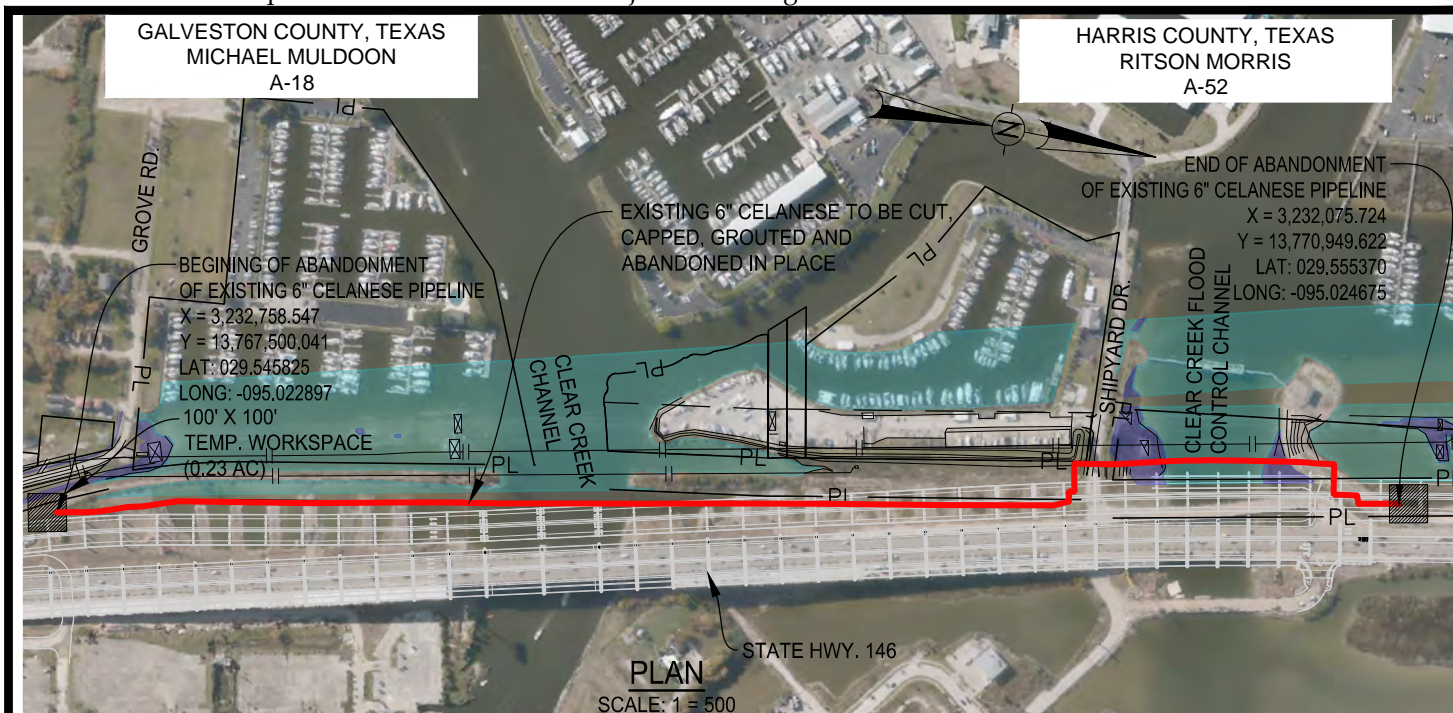 GALVESTON COUNTY, TEXAS
MICHAEL MULDOON
A-18
HARRIS COUNTY, TEXAS
RITSON MORRIS
A-52
PL
N
GROVE RD.
END OF ABANDONMENT
OF EXISTING 6" CELANESE PIPELINE
X = 3,232,075.724
Y = 13,770,949.622
LAT: 029.555370
LONG: -095.024675
EXISTING 6" CELANESE TO BE CUT,
CAPPED, GROUTED AND
ABANDONED IN PLACE
BEGINING OF ABANDONMENT
OF EXISTING 6" CELANESE PIPELINE
X = 3,232,758.547
Y = 13,767,500,041
LAT: 029.545825
LONG: -095.022897
100' X 100'
TEMP. WORKSPACE
(0.23 AC)
PL
PL
PL
CLEAR CREEK
CHANNEL
SHIPYARD DR.
CLEAR CREEK FLOOD
CONTROL CHANNEL
PL
PL
PL
PL
P
PL
STATE HWY. 146
PLAN
SCALE: 1 = 500